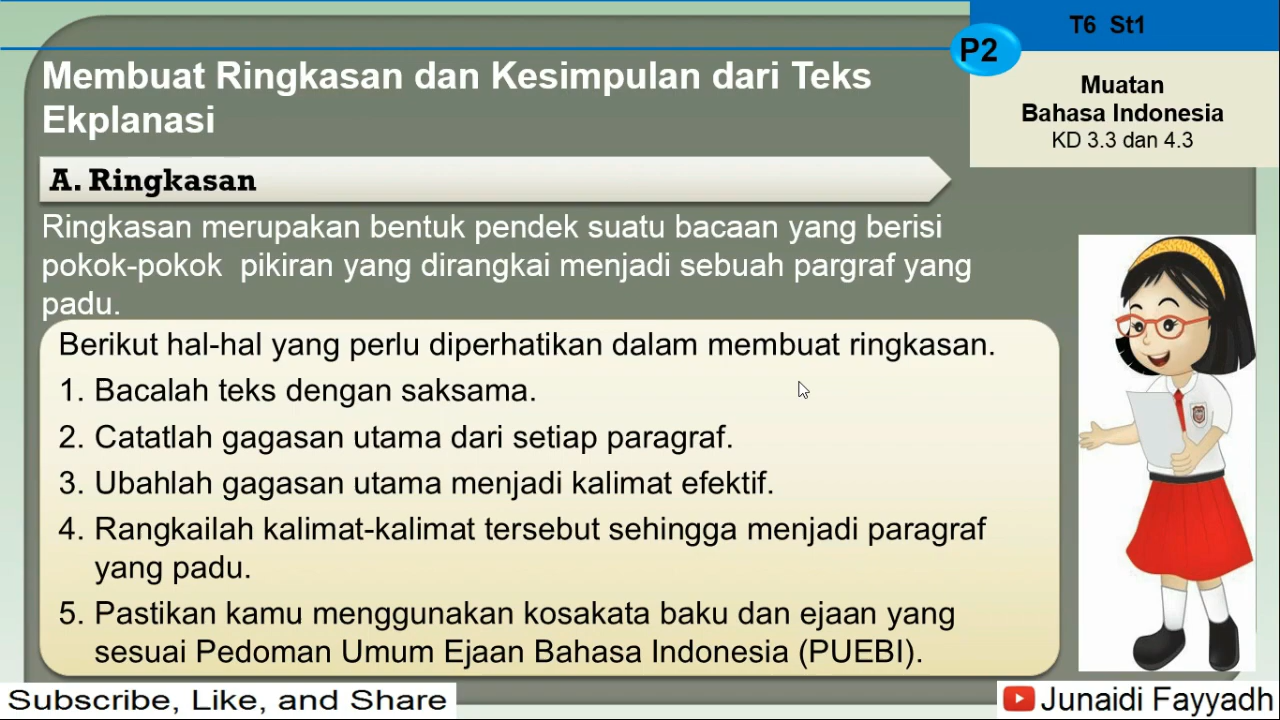 T6 St1
P2
Muatan
Bahasa Indonesia
KD 3.3 dan 4.3
Membuat Ringkasan dan Kesimpulan dari Teks
Ekplanasi
A. Ringkasan
Ringkasan merupakan bentuk pendek suatu bacaan yang berisi
pokok-pokok pikiran yang dirangkai menjadi sebuah pargraf yang
padu.
Berikut hal-hal yang perlu diperhatikan dalam membuat ringkasan.
1. Bacalah teks dengan saksama.
2. Catatlah gagasan utama dari setiap paragraf.
3. Ubahlah gagasan utama menjadi kalimat efektif.
4. Rangkailah kalimat-kalimat tersebut sehingga menjadi paragraf
yang padu.
5. Pastikan kamu menggunakan kosakata baku dan ejaan yang
sesuai Pedoman Umum Ejaan Bahasa Indonesia (PUEBI).
Subscribe, Like, and Share
Junaidi Fayyadh